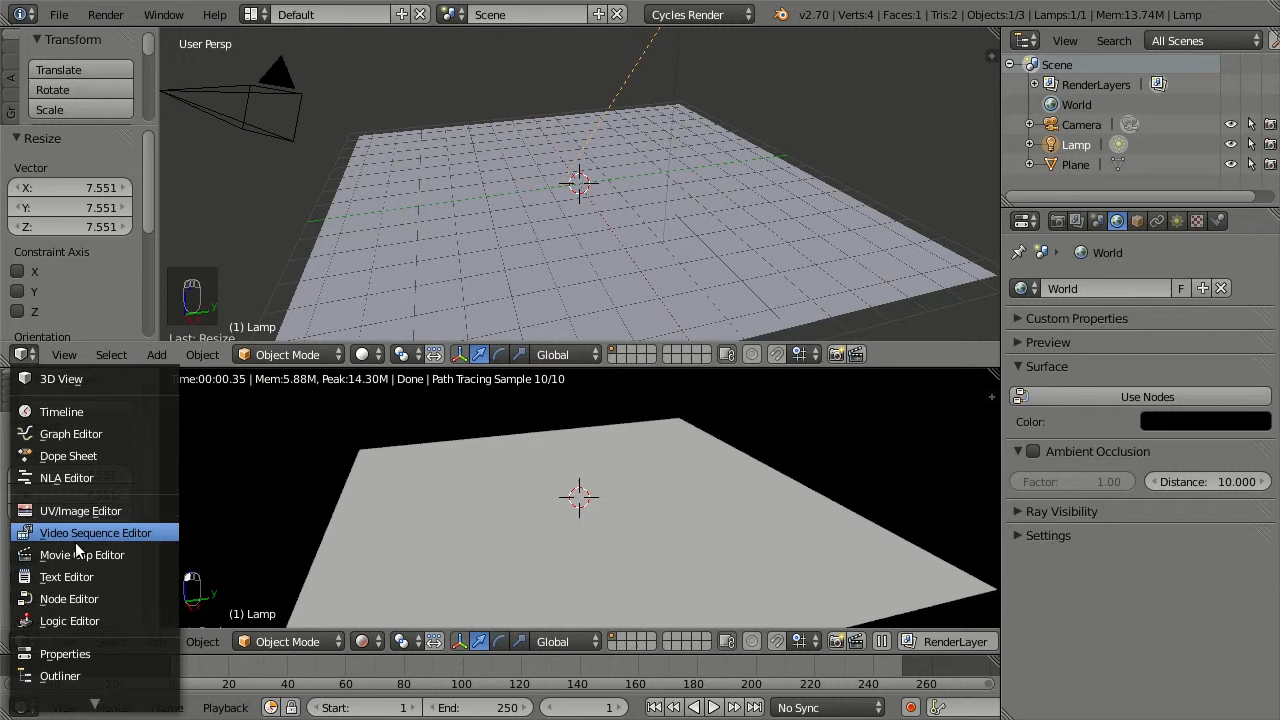 File Render Window Help Default Scene Cycles Render v2.70 | Verts:4 | Faces:1 | Tris:2 | Objects:1/3 | Lamps:1/1 | Mem:13.74M | Lamp
Transform
Translate
Rotate
Scale
Resize
Vector
X: 7.551
Y: 7.551
Z: 7.551
Constraint Axis
X
Y
Z
Orientation
A
Gr
User Persp
y
(1) Lamp
Last: Resize
View Select Add Object Object Mode Global
3D View
Timeline
Graph Editor
Dope Sheet
NLA Editor
UV/Image Editor
Video Sequence Editor
Movie Clip Editor
Text Editor
Node Editor
Logic Editor
Properties
Outliner
Time:00:00.35 | Mem:5.88M, Peak:14.30M | Done | Path Tracing Sample 10/10
y
(1) Lamp
Object Object Mode Global RenderLayer
20 40 60 80 100 120 140 160 180 200 220 240 260
Playback Start: 1 End: 250 1 No Sync
View Search All Scenes
Scene
RenderLayers
World
Camera
Lamp
Plane
World
World F
Custom Properties
Preview
Surface
Use Nodes
Color:
Ambient Occlusion
Factor: 1.00 Distance: 10.000
Ray Visibility
Settings